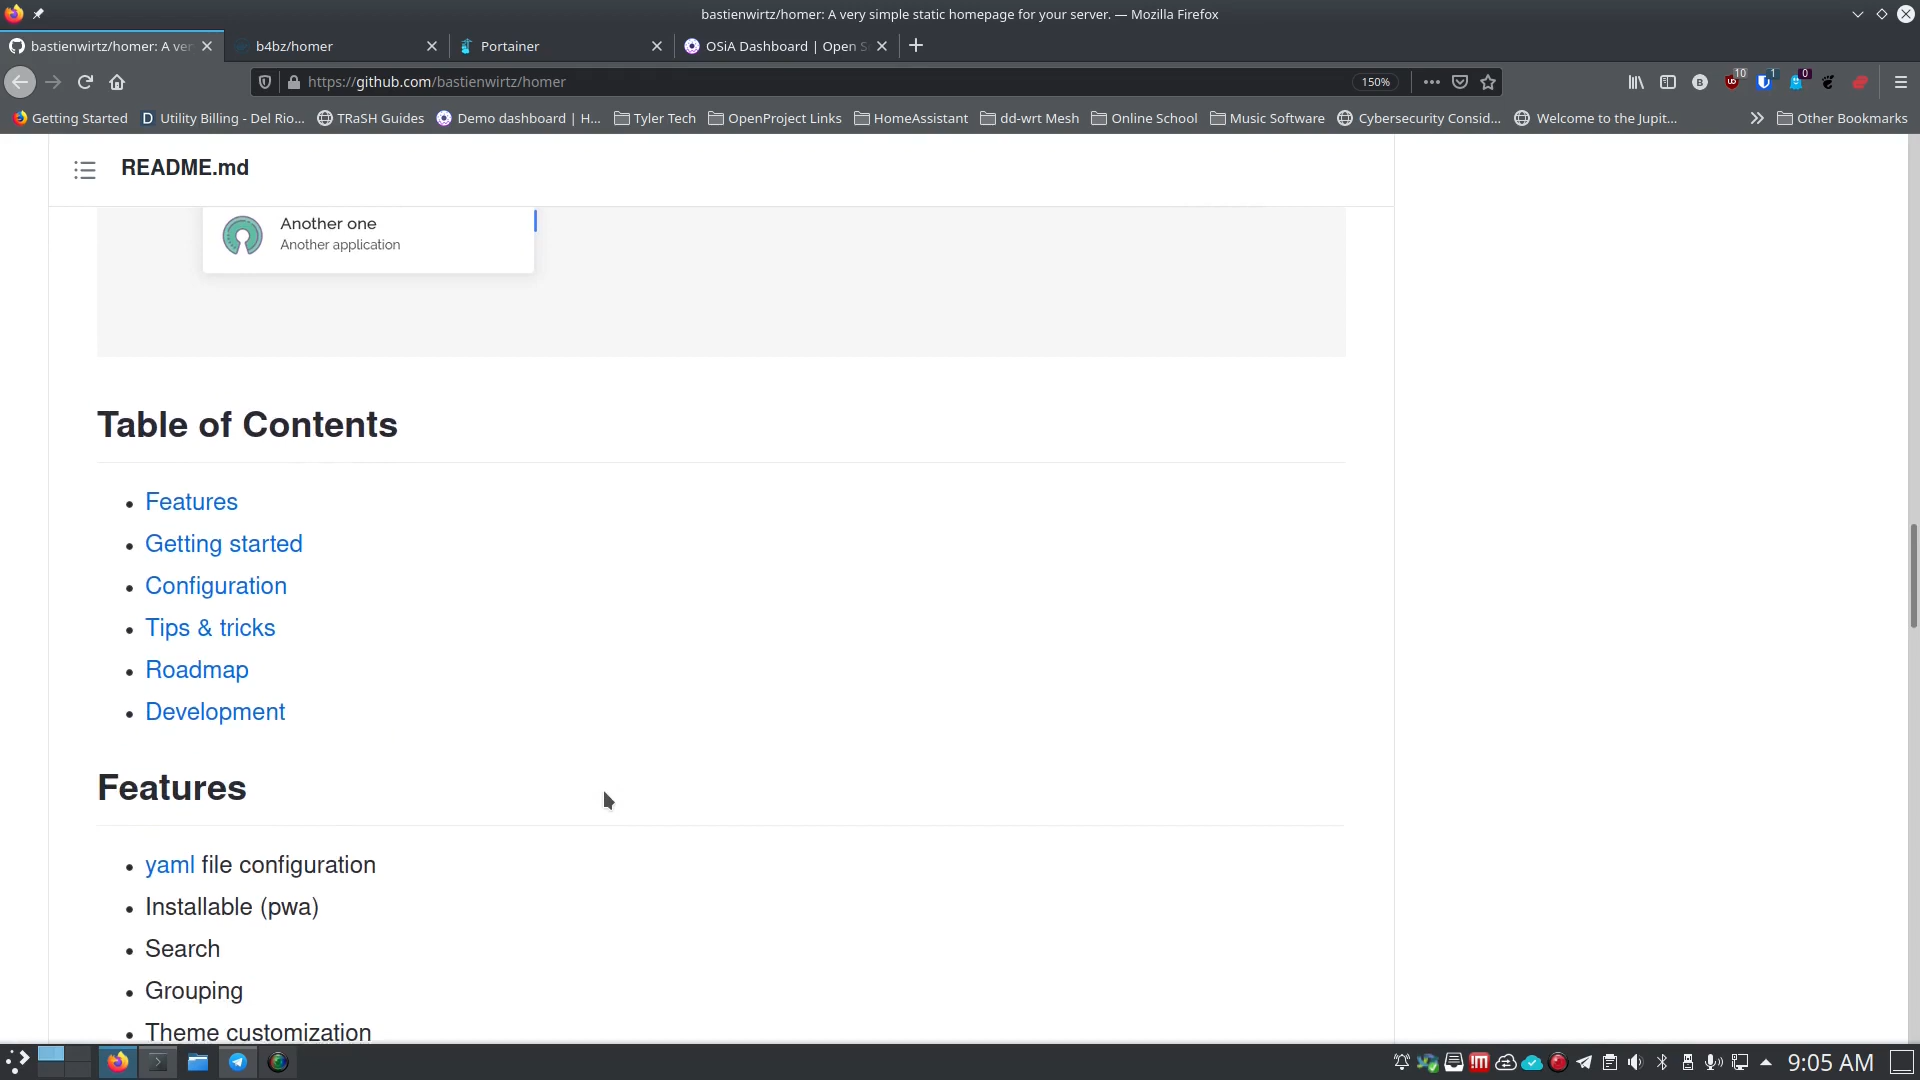 bastienwirtz/homer: A very simple static homepage for your server. — Mozilla Firefox
bastienwirtz/homer: A ver
b4bz/homer
Portainer
OSiA Dashboard | Open S
https://github.com/bastienwirtz/homer
150%
10
1
0
Getting Started
Utility Billing - Del Rio...
TRaSH Guides
Demo dashboard | H...
Tyler Tech
OpenProject Links
HomeAssistant
dd-wrt Mesh
Online School
Music Software
Cybersecurity Consid...
Welcome to the Jupit...
Other Bookmarks
README.md
Another one
Another application
Table of Contents
Features
Getting started
Configuration
Tips & tricks
Roadmap
Development
Features
yaml file configuration
Installable (pwa)
Search
Grouping
Theme customization
9:05 AM